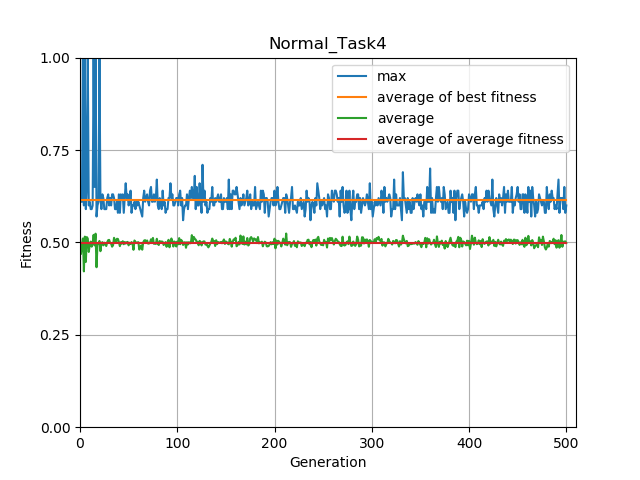 Normal_Task4
1.00
0.75
0.50
0.25
0.00
Fitness
max
average of best fitness
average
average of average fitness
0
100
200
300
400
500
Generation